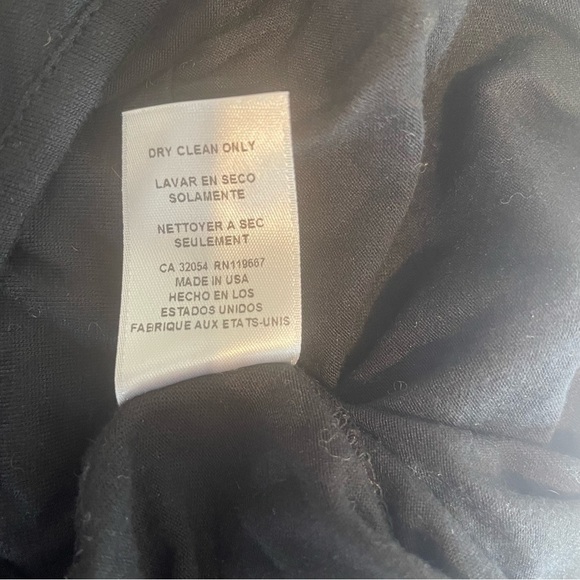 DRY CLEAN ONLY
LAVAR EN SECO
SOLAMENTE
NETTOYER A SEC
SEULEMENT
CA 32054 RN119667
MADE IN USA
HECHO EN LOS
ESTADOS UNIDOS
FABRIQUE AUX ETATS-UNIS